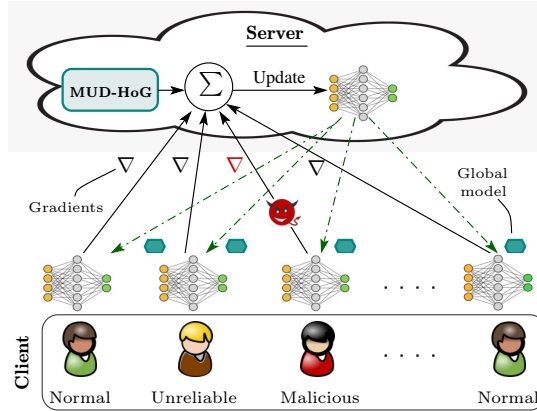 Server
MUD-HoG
∑
Update
∇ ∇ ∇ ∇
Gradients
Global
model
. . . .
Client
. . . .
Normal Unreliable Malicious Normal